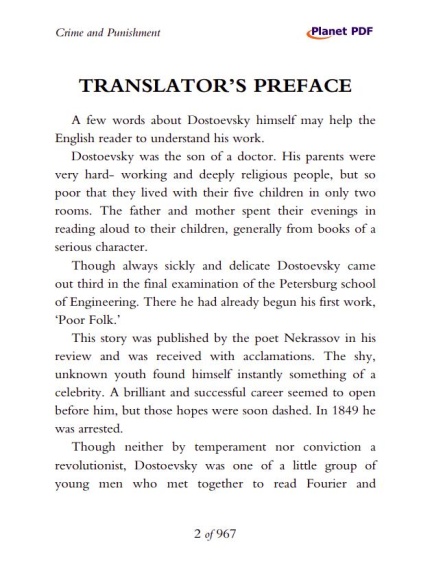 Crime and Punishment
Planet PDF
TRANSLATOR’S PREFACE
A few words about Dostoevsky himself may help the
English reader to understand his work.
Dostoevsky was the son of a doctor. His parents were
very hard- working and deeply religious people, but so
poor that they lived with their five children in only two
rooms. The father and mother spent their evenings in
reading aloud to their children, generally from books of a
serious character.
Though always sickly and delicate Dostoevsky came
out third in the final examination of the Petersburg school
of Engineering. There he had already begun his first work,
‘Poor Folk.’
This story was published by the poet Nekrassov in his
review and was received with acclamations. The shy,
unknown youth found himself instantly something of a
celebrity. A brilliant and successful career seemed to open
before him, but those hopes were soon dashed. In 1849 he
was arrested.
Though neither by temperament nor conviction a
revolutionist, Dostoevsky was one of a little group of
young men who met together to read Fourier and
2 of 967